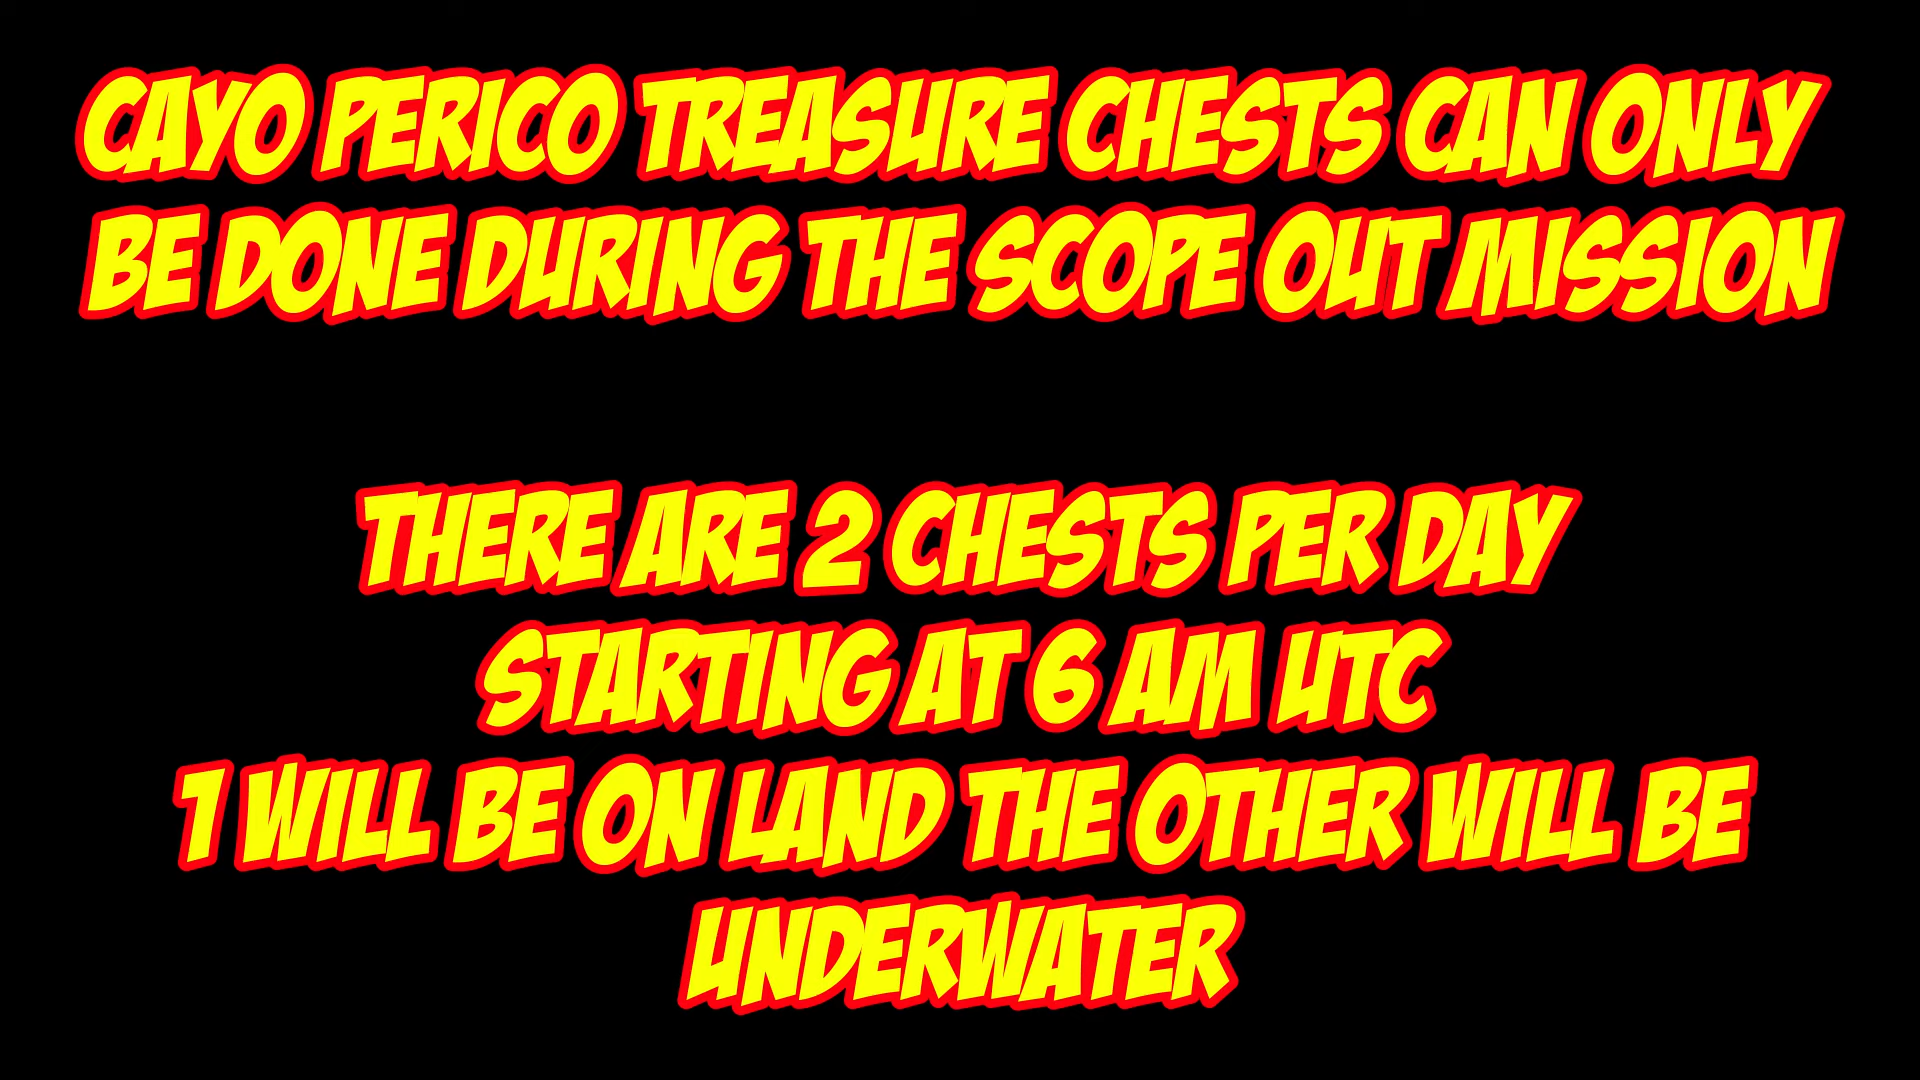 CAYO PERICO TREASURE CHESTS CAN ONLY
BE DONE DURING THE SCOPE OUT MISSION
THERE ARE 2 CHESTS PER DAY
STARTING AT 6 AM UTC
1 WILL BE ON LAND THE OTHER WILL BE
UNDERWATER